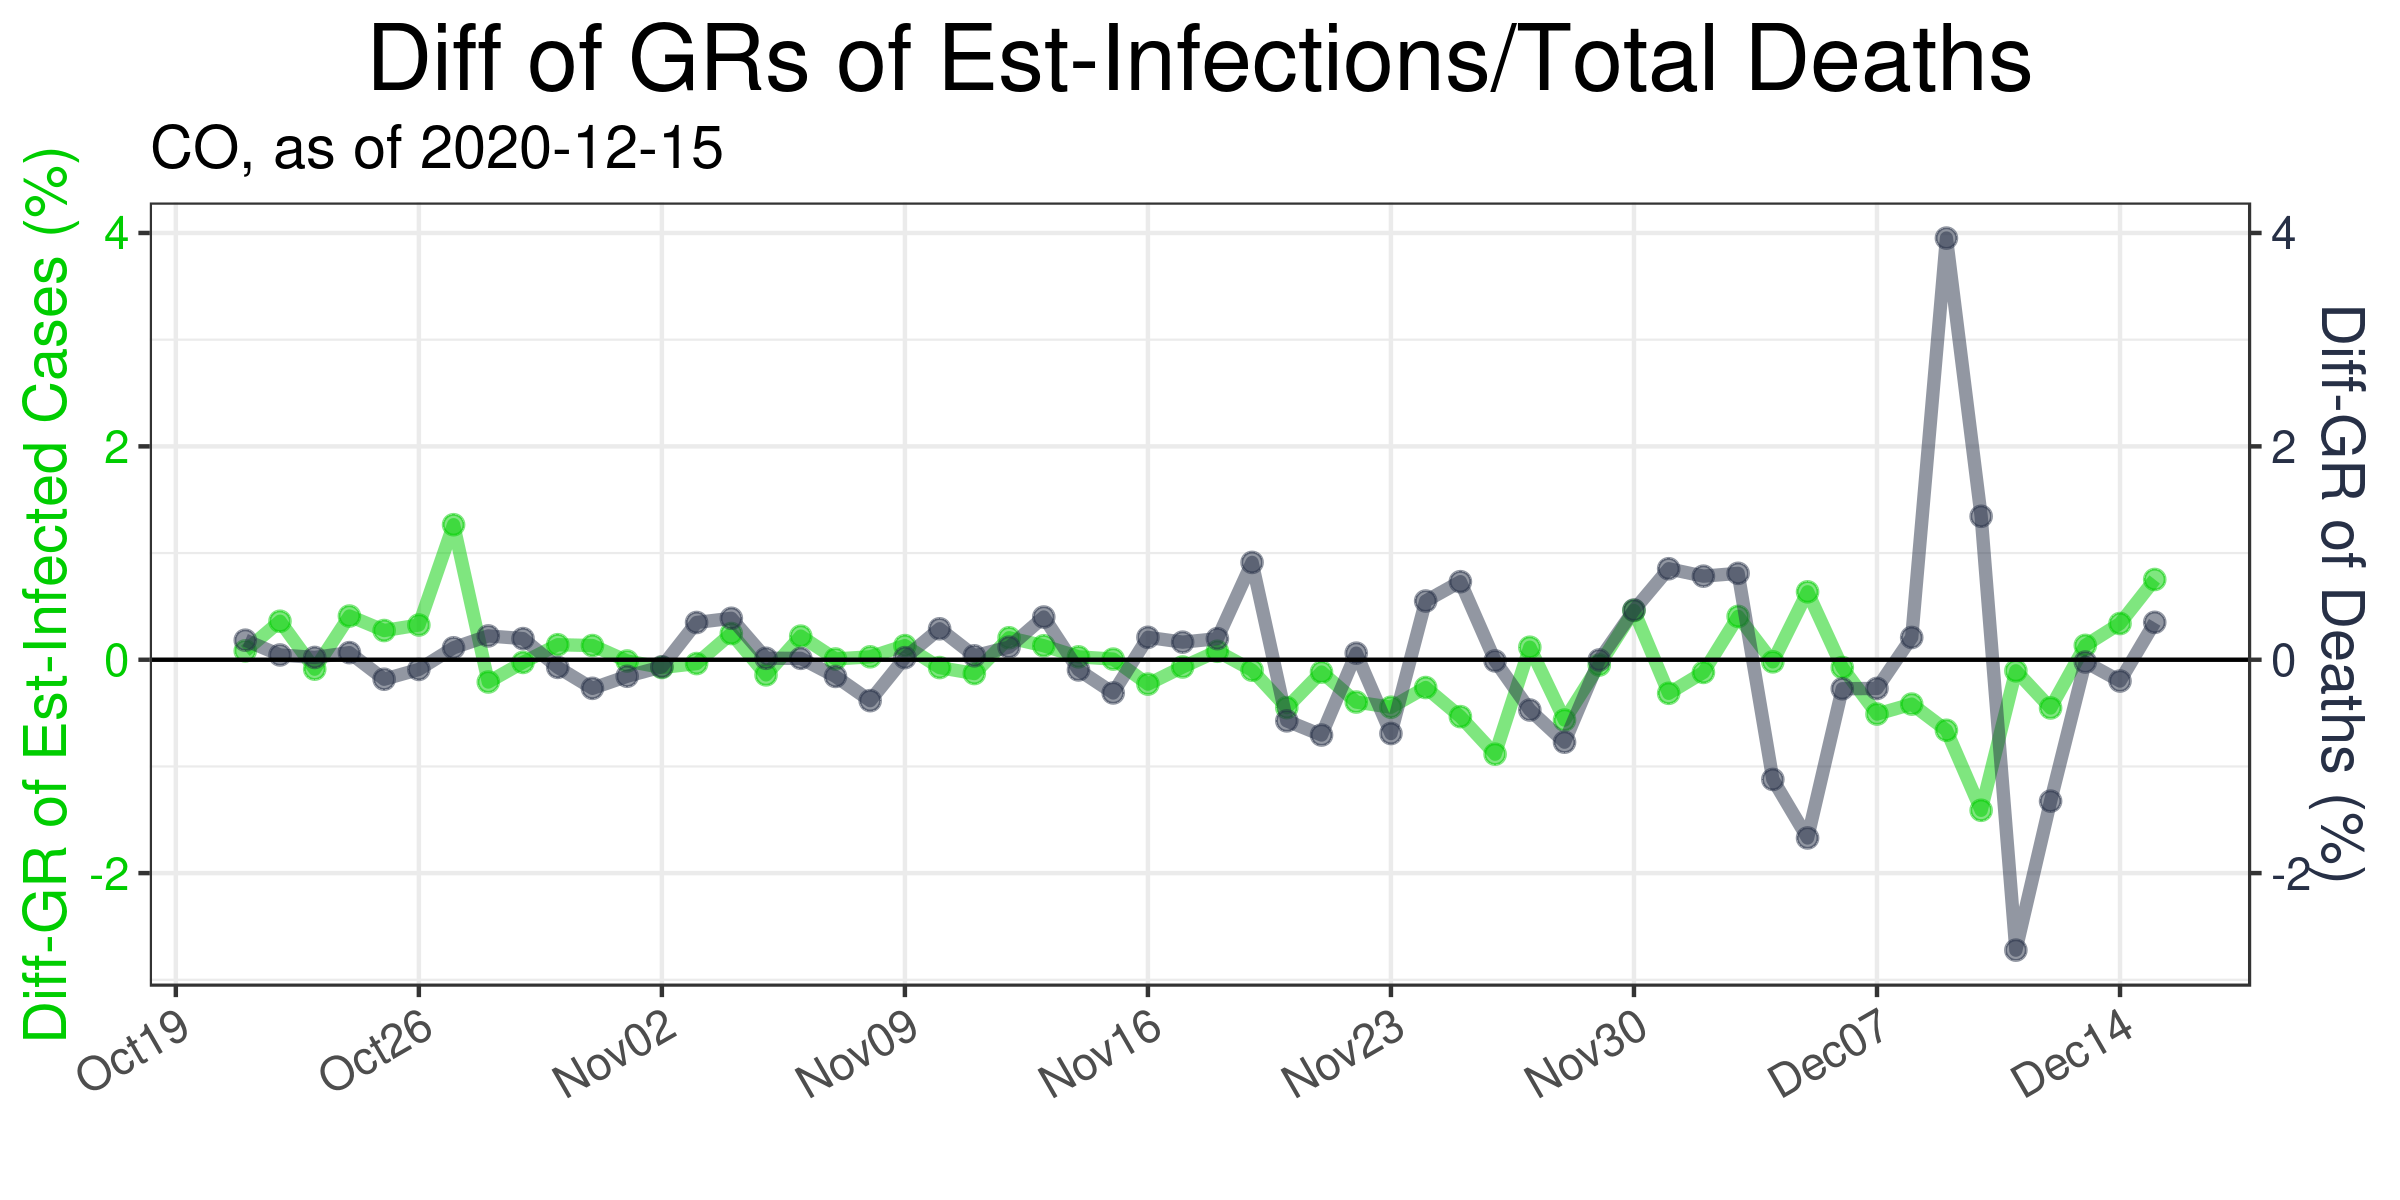 Diff of GRs of Est-Infections/Total Deaths
CO, as of 2020-12-15
Diff-GR of Est-Infected Cases (%)
4
2
0
-2
4
2
0
-2
Diff-GR of Deaths (%)
Oct19
Oct26
Nov02
Nov09
Nov16
Nov23
Nov30
Dec07
Dec14